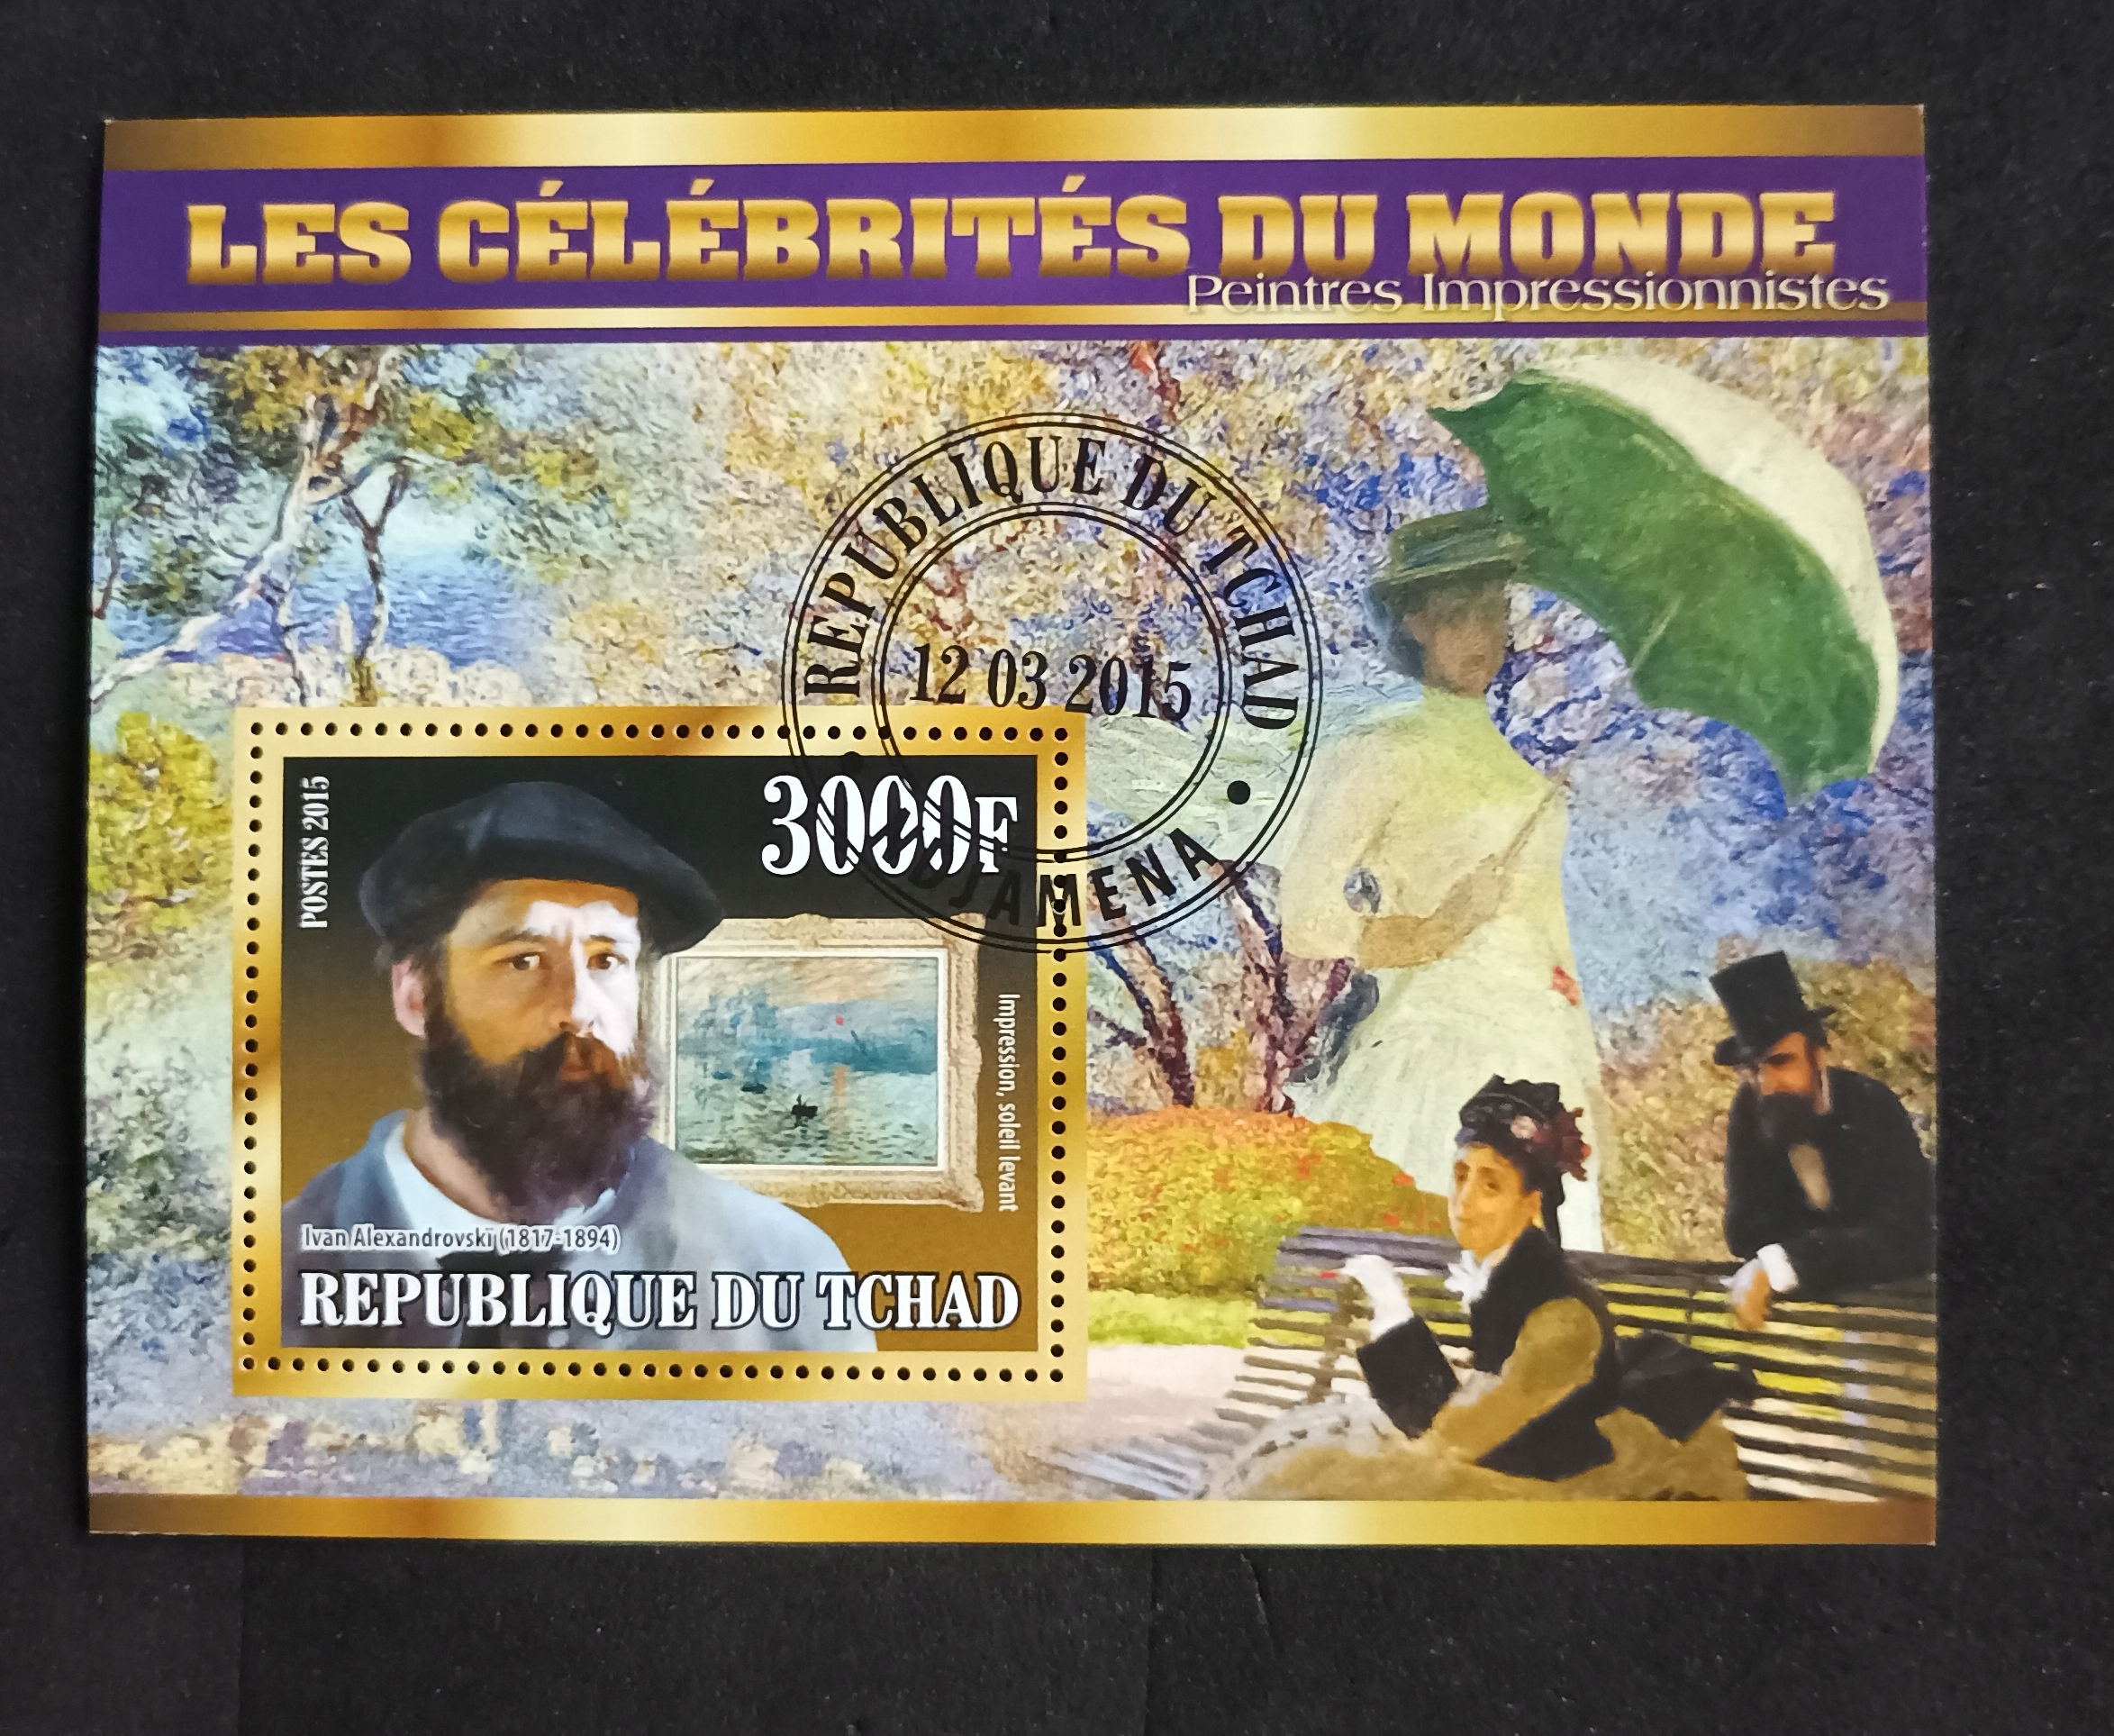 LES CÉLÉBRITÉS DU MONDE
Peintres Impressionnistes
REPUBLIQUE DU TCHAD
12 03 2015
DJAMENA
POSTES 2015
3000F
Impression, soleil levant
Ivan Alexandrovskï (1817-1894)
REPUBLIQUE DU TCHAD